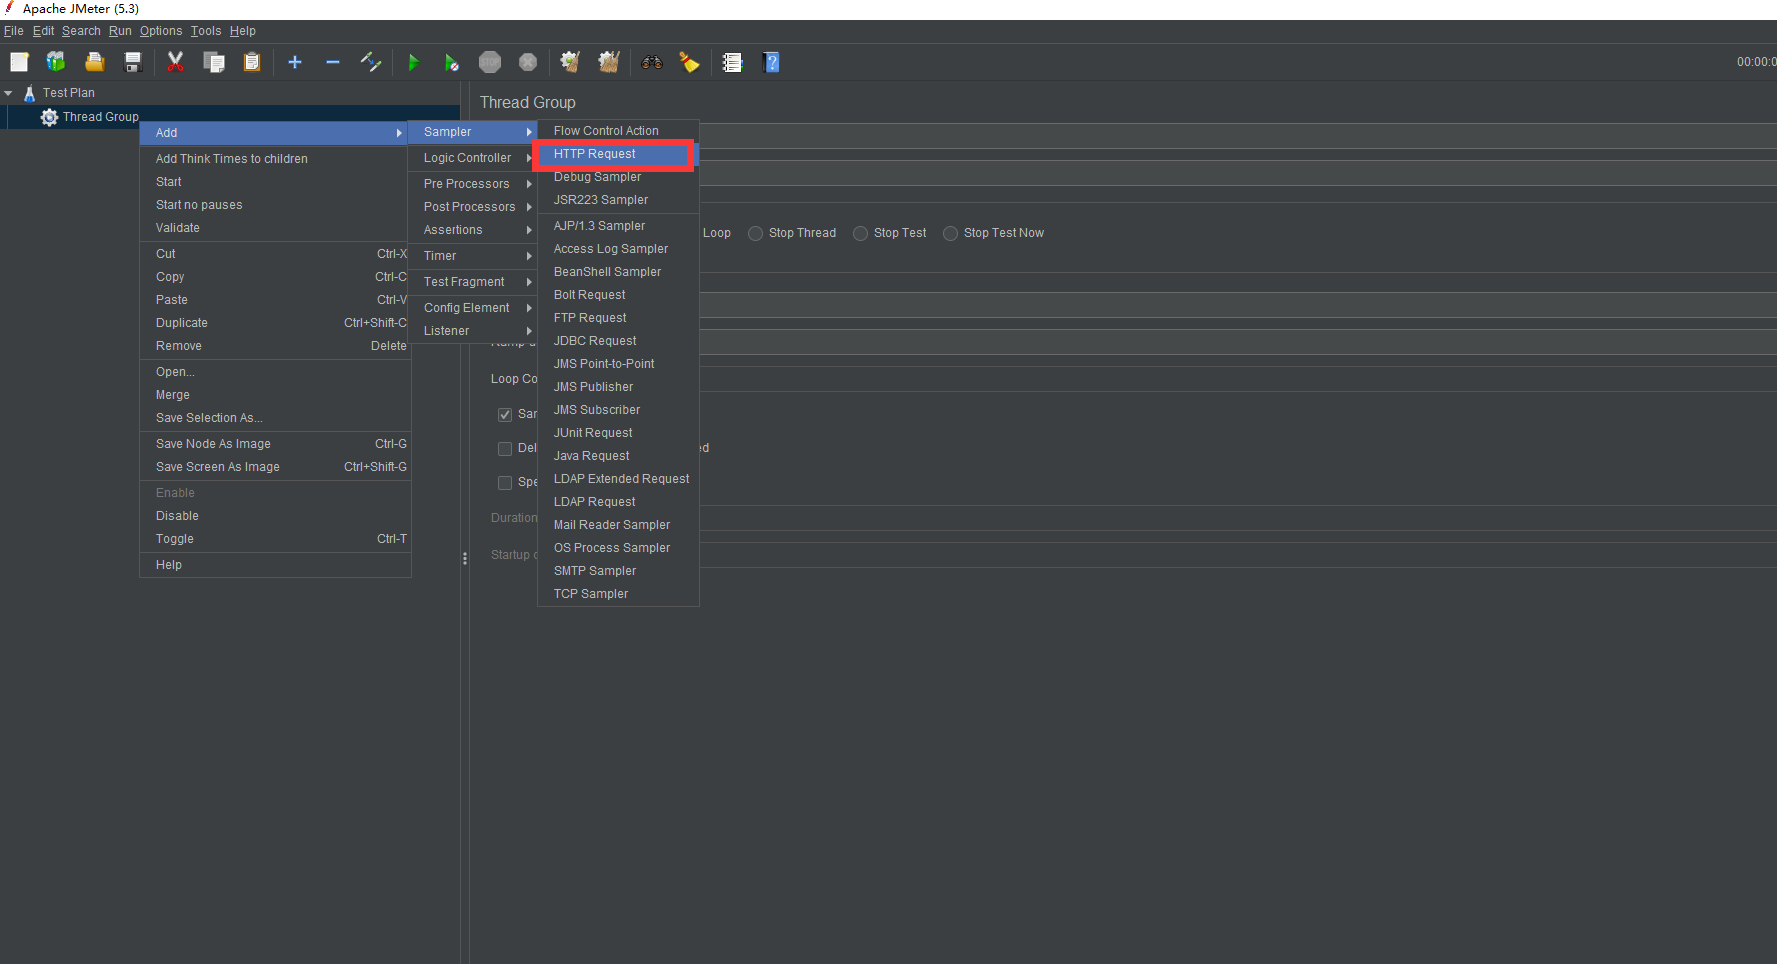 Apache JMeter (5.3)
File Edit Search Run Options Tools Help
STOP
00:00:0
Test Plan
Thread Group
Add
Add Think Times to children
Start
Start no pauses
Validate
Cut Ctrl-X
Copy Ctrl-C
Paste Ctrl-V
Duplicate Ctrl+Shift-C
Remove Delete
Open...
Merge
Save Selection As...
Save Node As Image Ctrl-G
Save Screen As Image Ctrl+Shift-G
Enable
Disable
Toggle Ctrl-T
Help
Sampler
Logic Controller
Pre Processors
Post Processors
Assertions
Timer
Test Fragment
Config Element
Listener
Flow Control Action
HTTP Request
Debug Sampler
JSR223 Sampler
AJP/1.3 Sampler
Access Log Sampler
BeanShell Sampler
Bolt Request
FTP Request
JDBC Request
JMS Point-to-Point
JMS Publisher
JMS Subscriber
JUnit Request
Java Request
LDAP Extended Request
LDAP Request
Mail Reader Sampler
OS Process Sampler
SMTP Sampler
TCP Sampler
Thread Group
Loop Stop Thread Stop Test Stop Test Now
Loop Co
Sa
Del ed
Spe
Duration
Startup